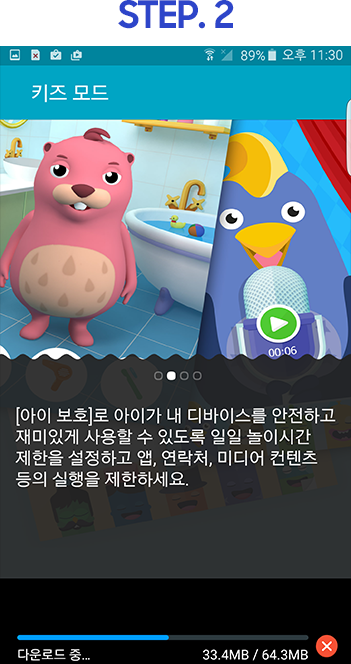 STEP. 2
89% 오후 11:30
키즈 모드
00:06
[아이 보호]로 아이가 내 디바이스를 안전하고
재미있게 사용할 수 있도록 일일 놀이시간
제한을 설정하고 앱, 연락처, 미디어 컨텐츠
등의 실행을 제한하세요.
다운로드 중... 33.4MB / 64.3MB